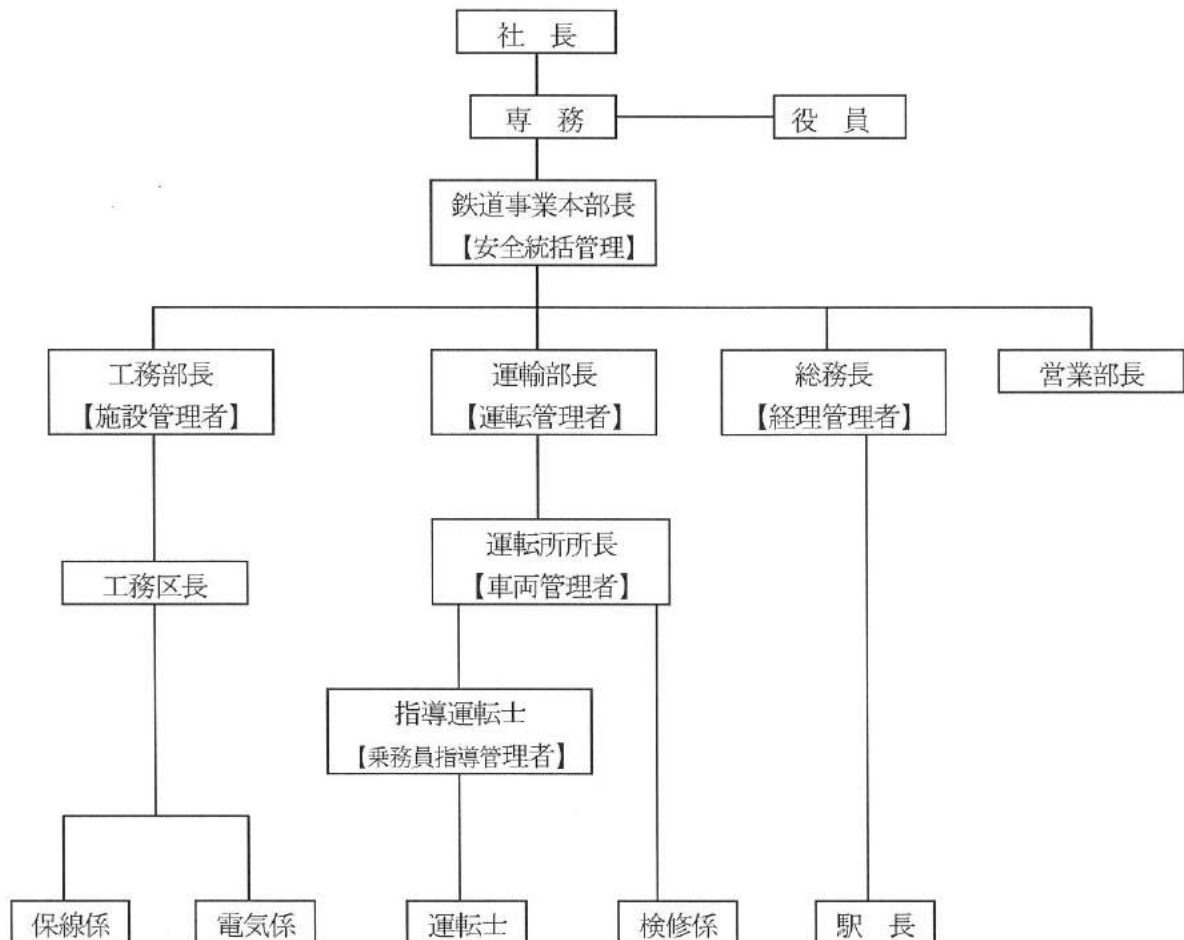 社 長
専 務
役 員
鉄道事業本部長
【安全統括管理】
工務部長
【施設管理者】
運輸部長
【運転管理者】
総務長
【経理管理者】
営業部長
運転所所長
【車両管理者】
工務区長
指導運転士
【乗務員指導管理者】
保線係
電気係
運転士
検修係
駅 長